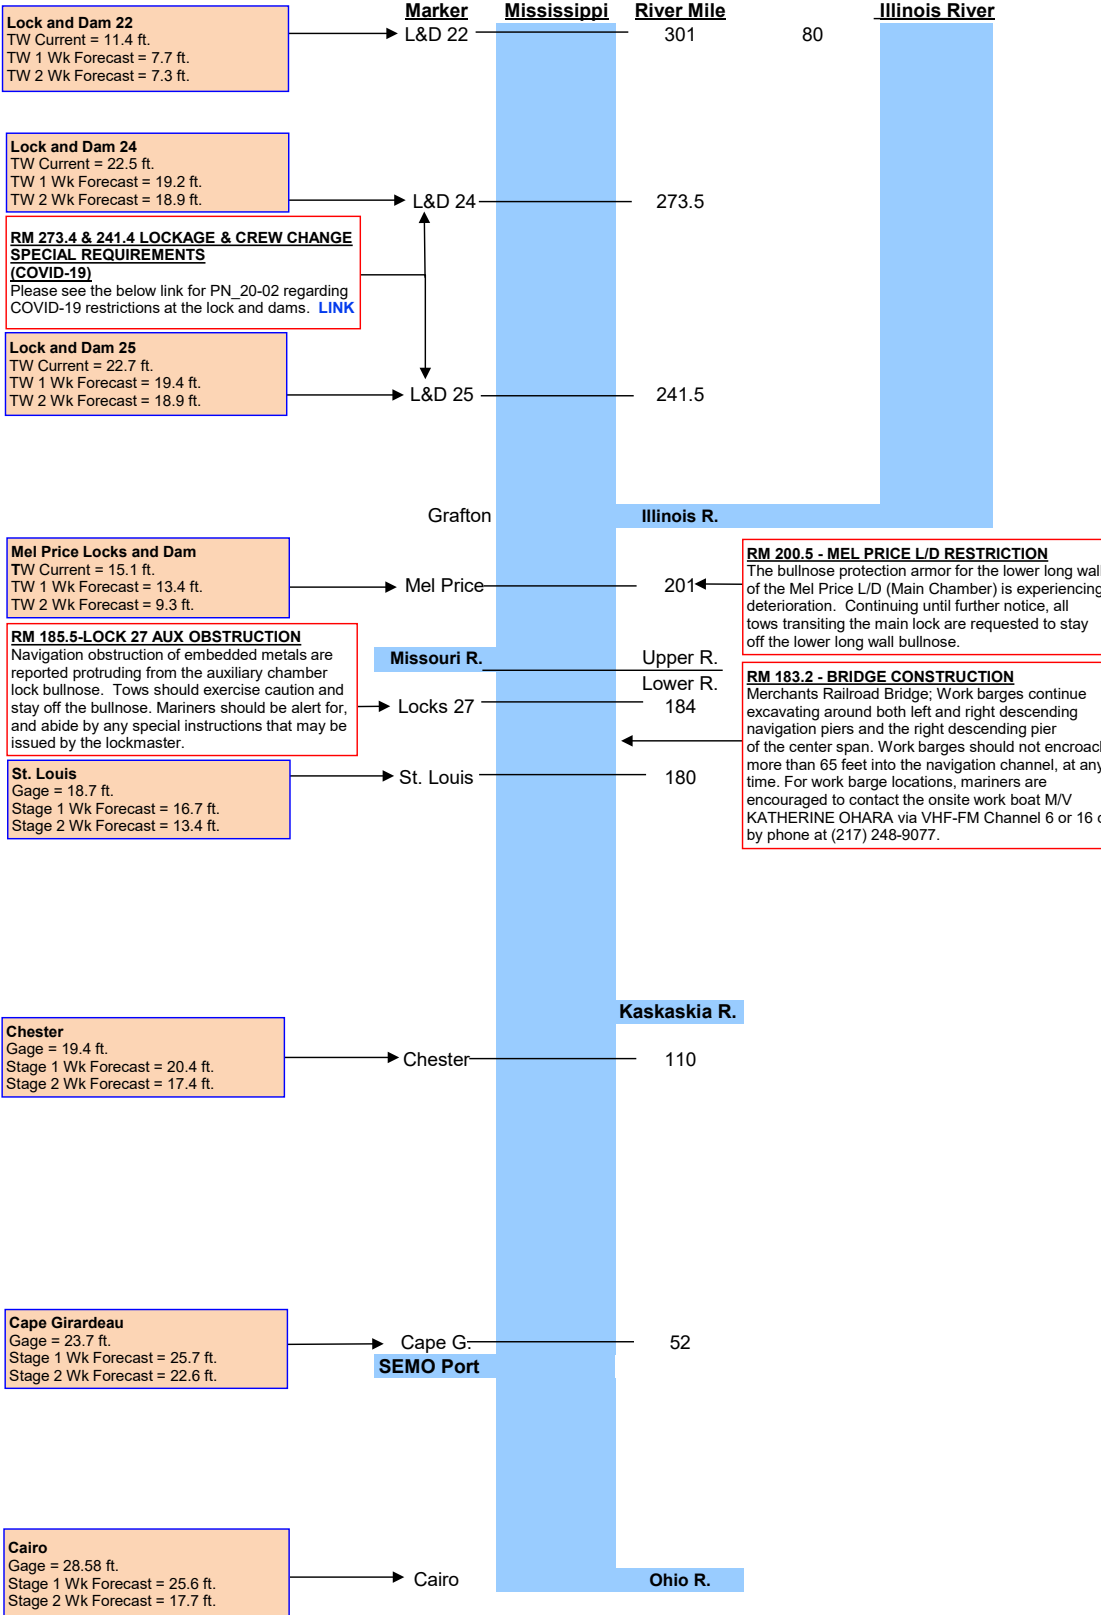 Marker Mississippi River Mile Illinois River
Lock and Dam 22
TW Current = 11.4 ft.
TW 1 Wk Forecast = 7.7 ft.
TW 2 Wk Forecast = 7.3 ft.
L&D 22 301 80
Lock and Dam 24
TW Current = 22.5 ft.
TW 1 Wk Forecast = 19.2 ft.
TW 2 Wk Forecast = 18.9 ft.
L&D 24 273.5
RM 273.4 & 241.4 LOCKAGE & CREW CHANGE
SPECIAL REQUIREMENTS
(COVID-19)
Please see the below link for PN_20-02 regarding
COVID-19 restrictions at the lock and dams. LINK
Lock and Dam 25
TW Current = 22.7 ft.
TW 1 Wk Forecast = 19.4 ft.
TW 2 Wk Forecast = 18.9 ft.
L&D 25 241.5
Grafton Illinois R.
Mel Price Locks and Dam
TW Current = 15.1 ft.
TW 1 Wk Forecast = 13.4 ft.
TW 2 Wk Forecast = 9.3 ft.
Mel Price 201
RM 200.5 - MEL PRICE L/D RESTRICTION
The bullnose protection armor for the lower long wall
of the Mel Price L/D (Main Chamber) is experiencing
deterioration. Continuing until further notice, all
tows transiting the main lock are requested to stay
off the lower long wall bullnose.
RM 185.5-LOCK 27 AUX OBSTRUCTION
Navigation obstruction of embedded metals are
reported protruding from the auxiliary chamber
lock bullnose. Tows should exercise caution and
stay off the bullnose. Mariners should be alert for,
and abide by any special instructions that may be
issued by the lockmaster.
Missouri R. Upper R.
Lower R.
Locks 27 184
RM 183.2 - BRIDGE CONSTRUCTION
Merchants Railroad Bridge; Work barges continue
excavating around both left and right descending
navigation piers and the right descending pier
of the center span. Work barges should not encroach
more than 65 feet into the navigation channel, at any
time. For work barge locations, mariners are
encouraged to contact the onsite work boat M/V
KATHERINE OHARA via VHF-FM Channel 6 or 16
by phone at (217) 248-9077.
St. Louis
Gage = 18.7 ft.
Stage 1 Wk Forecast = 16.7 ft.
Stage 2 Wk Forecast = 13.4 ft.
St. Louis 180
Kaskaskia R.
Chester
Gage = 19.4 ft.
Stage 1 Wk Forecast = 20.4 ft.
Stage 2 Wk Forecast = 17.4 ft.
Chester 110
Cape Girardeau
Gage = 23.7 ft.
Stage 1 Wk Forecast = 25.7 ft.
Stage 2 Wk Forecast = 22.6 ft.
Cape G. 52
SEMO Port
Cairo
Gage = 28.58 ft.
Stage 1 Wk Forecast = 25.6 ft.
Stage 2 Wk Forecast = 17.7 ft.
Cairo Ohio R.